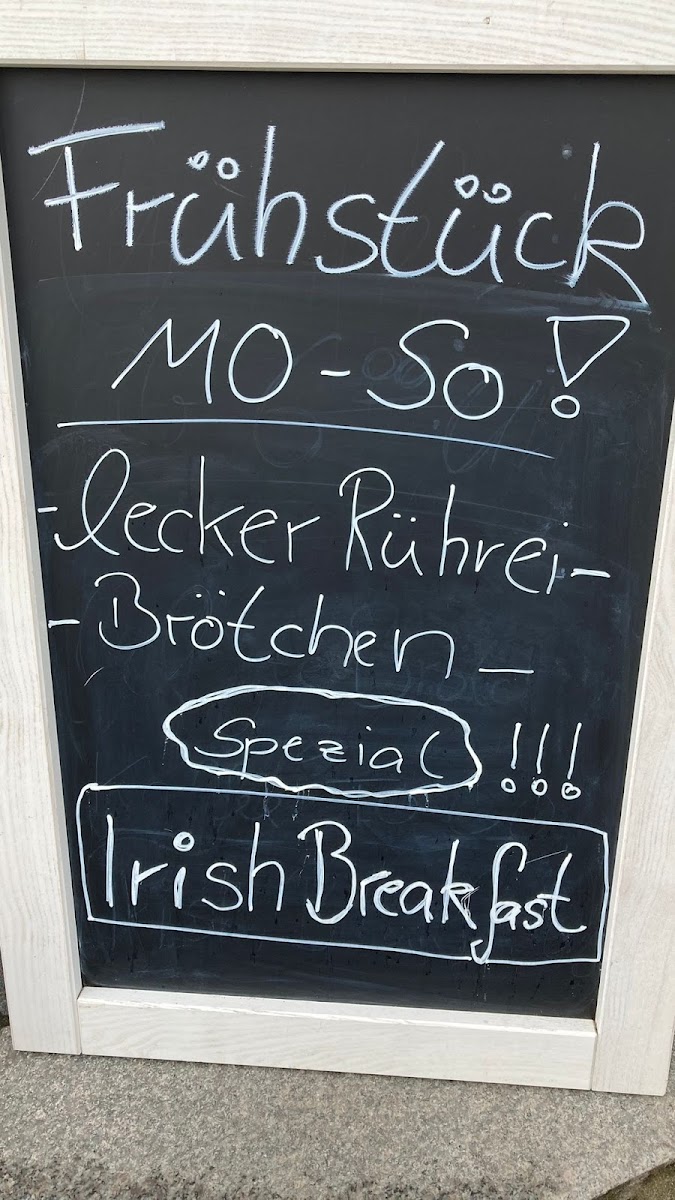 Frühstück
MO - So !
- lecker Rührei -
- Brötchen -
Spezial !!!
Irish Breakfast